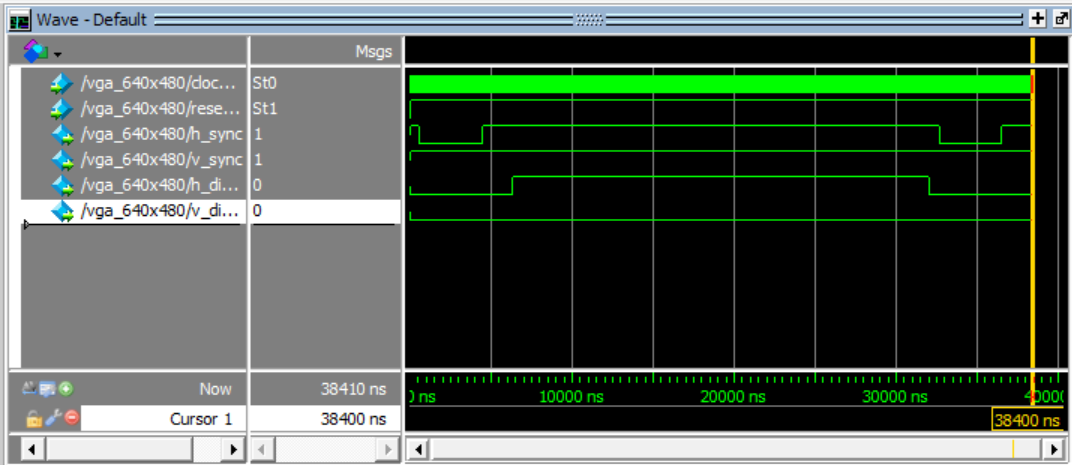 Wave - Default
Msgs
/vga_640x480/cloc... St0
/vga_640x480/rese... St1
/vga_640x480/h_sync 1
/vga_640x480/v_sync 1
/vga_640x480/h_di... 0
/vga_640x480/v_di... 0
Now 38410 ns
)ns 10000 ns 20000 ns 30000 ns 4000(
Cursor 1 38400 ns 38400 ns